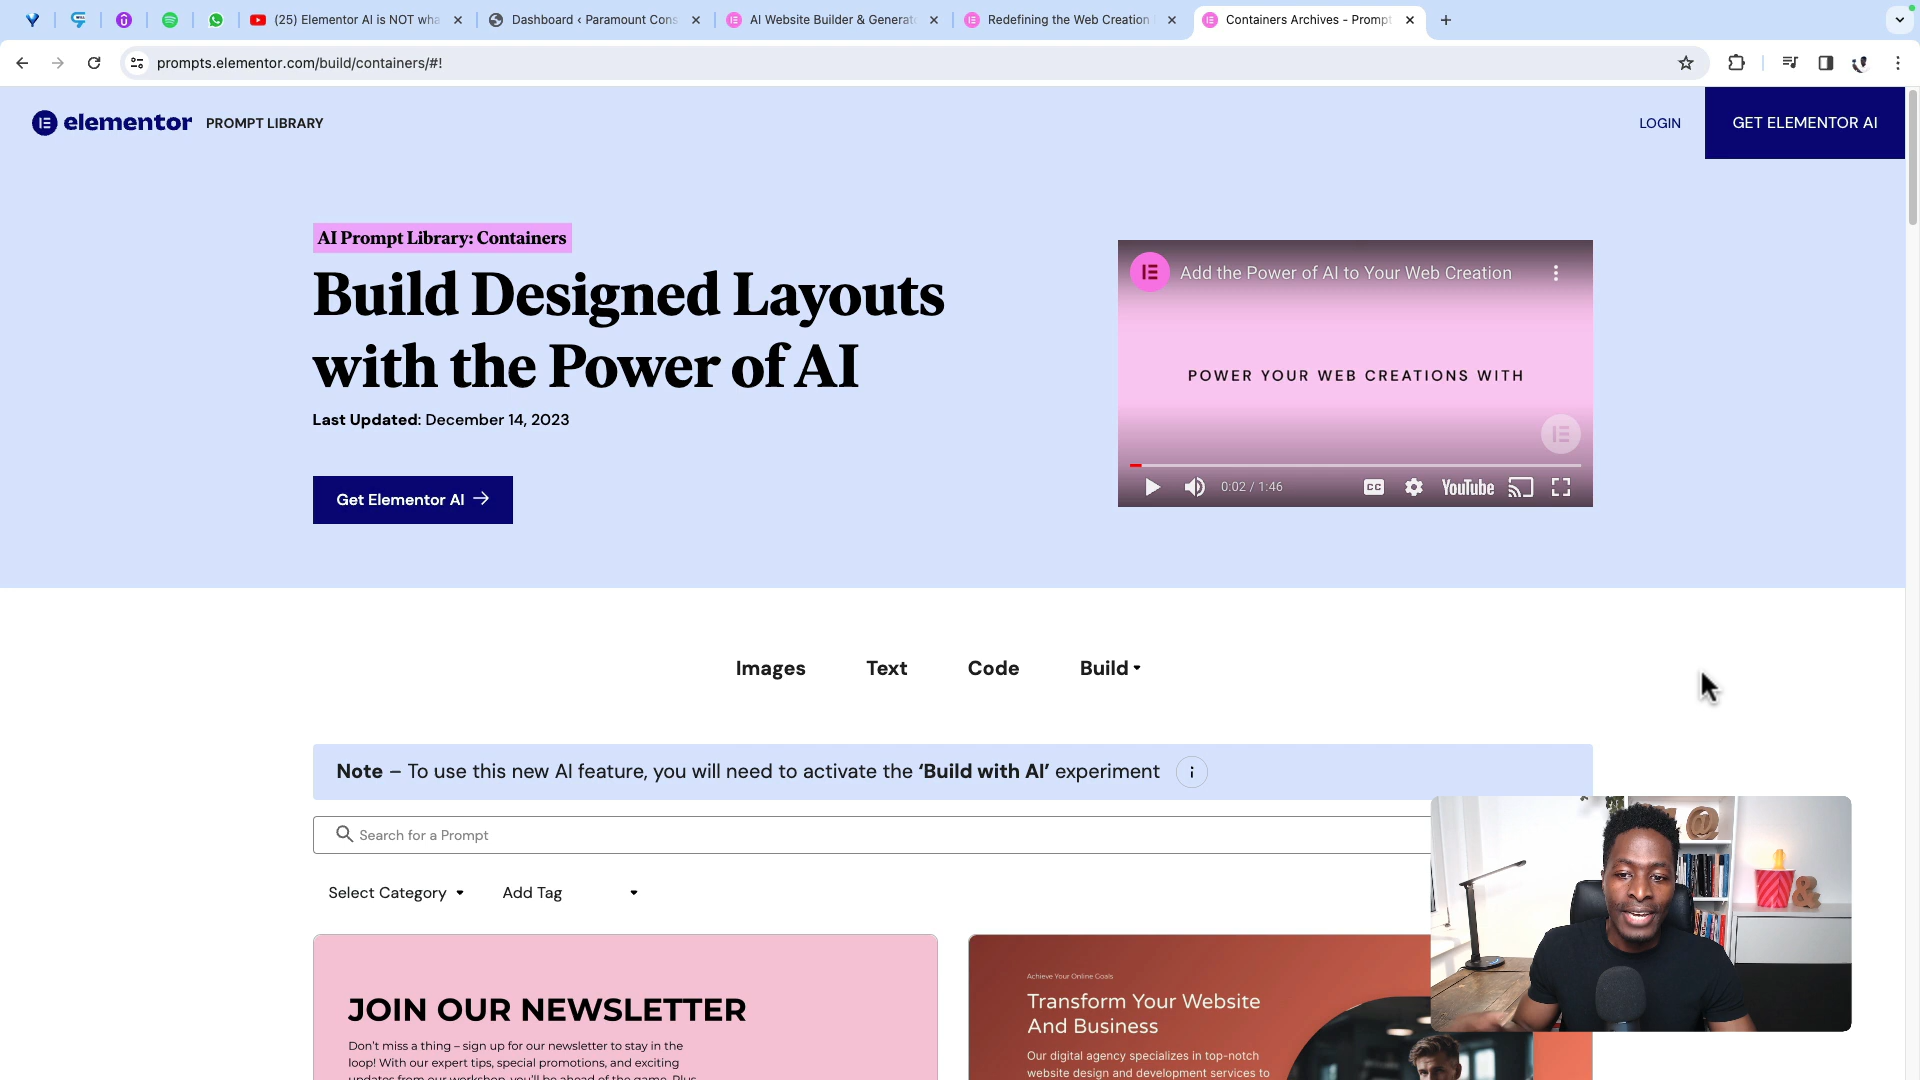 (25) Elementor AI is NOT wha
Dashboard ‹ Paramount Cons
AI Website Builder & Generato
Redefining the Web Creation
Containers Archives - Prompt
prompts.elementor.com/build/containers/#!
elementor PROMPT LIBRARY
LOGIN
GET ELEMENTOR AI
AI Prompt Library: Containers
Build Designed Layouts
with the Power of AI
Last Updated: December 14, 2023
Get Elementor AI →
Add the Power of AI to Your Web Creation
POWER YOUR WEB CREATIONS WITH
0:02 / 1:46
CC
YouTube
Images Text Code Build
Note – To use this new AI feature, you will need to activate the ‘Build with AI’ experiment
Search for a Prompt
Select Category Add Tag
JOIN OUR NEWSLETTER
Don't miss a thing – sign up for our newsletter to stay in the
loop! With our expert tips, special promotions, and exciting
updates from our workshop, you'll be ahead of the game. Plus,
Achieve Your Online Goals
Transform Your Website
And Business
Our digital agency specializes in top-notch
website design and development services to